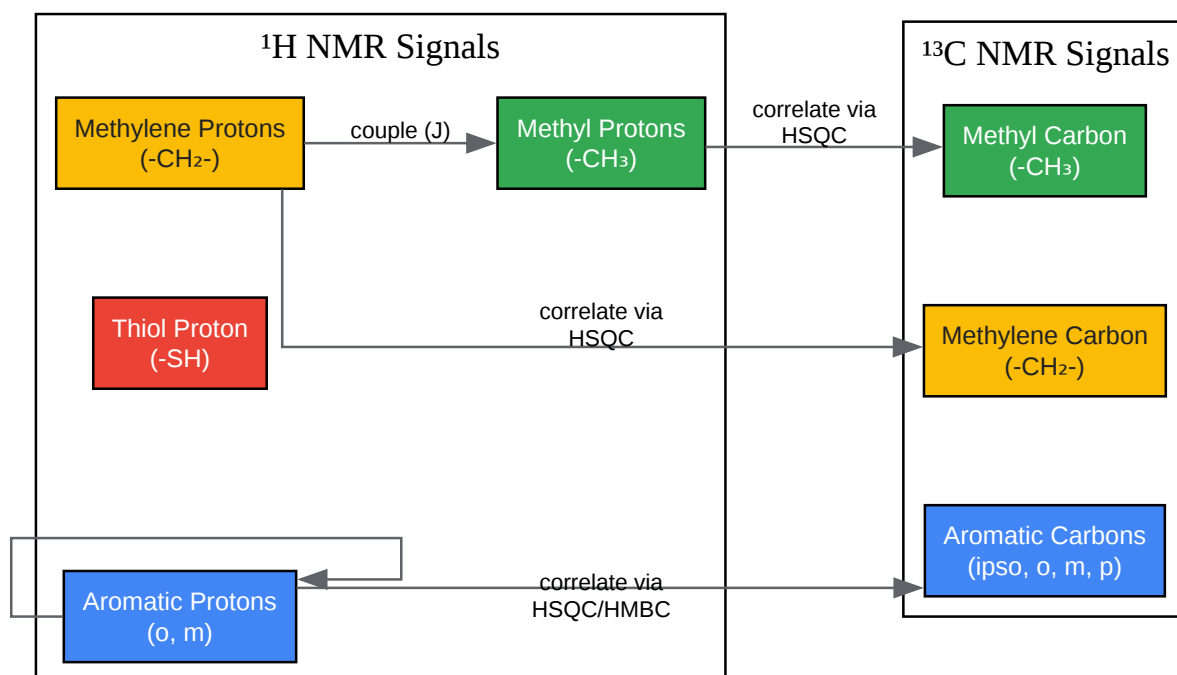 ¹H NMR Signals
Methylene Protons
(-CH₂-)
couple (J)
Methyl Protons
(-CH₃)
correlate via
HSQC
Thiol Proton
(-SH)
correlate via
HSQC
Aromatic Protons
(o, m)
correlate via
HSQC/HMBC
¹³C NMR Signals
Methyl Carbon
(-CH₃)
Methylene Carbon
(-CH₂-)
Aromatic Carbons
(ipso, o, m, p)